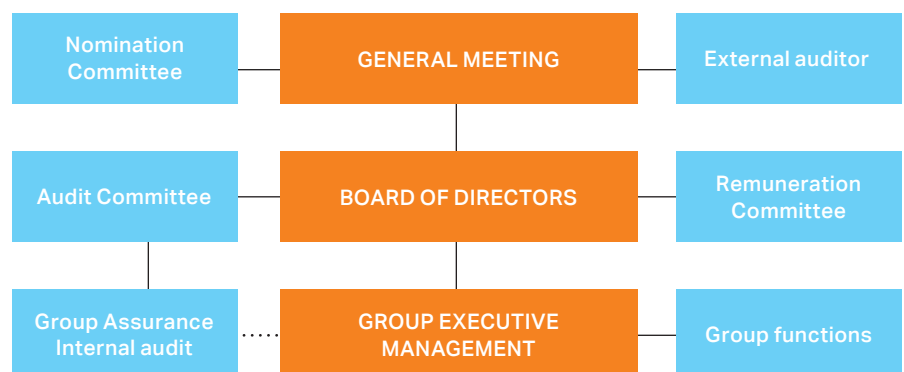 Nomination
Committee
GENERAL MEETING
External auditor
Audit Committee
BOARD OF DIRECTORS
Remuneration
Committee
Group Assurance
Internal audit
GROUP EXECUTIVE
MANAGEMENT
Group functions